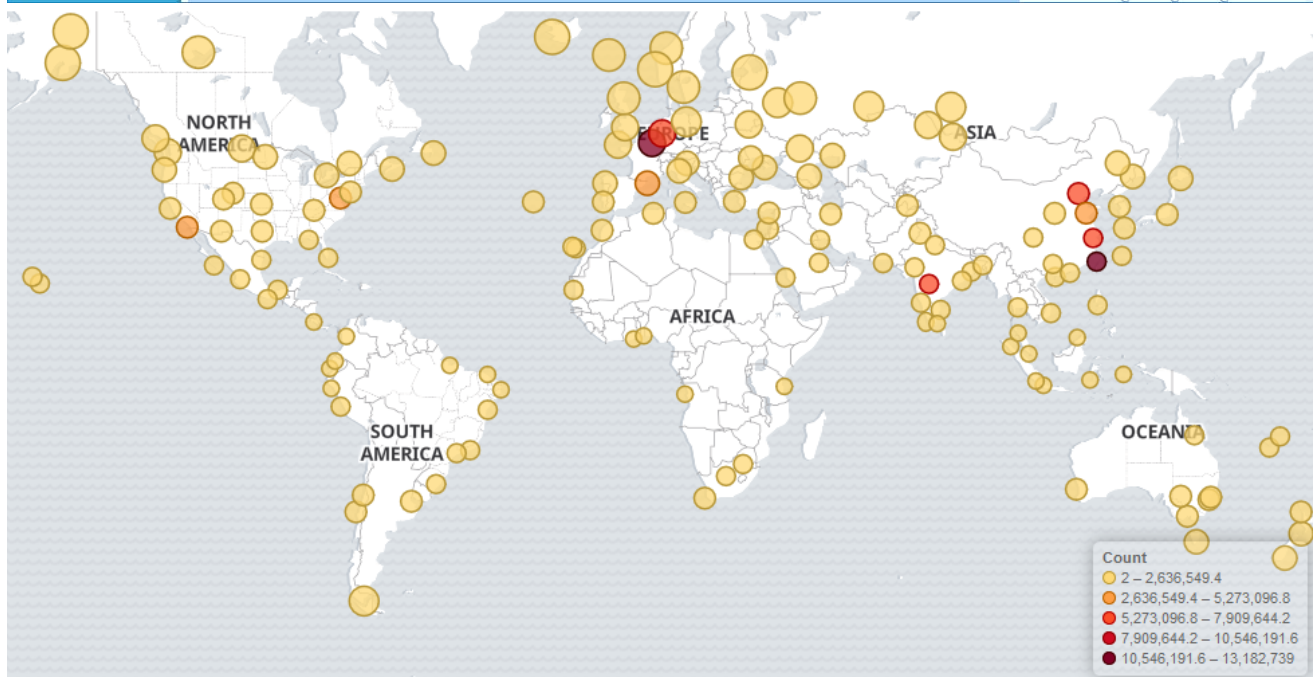 NORTH
AMERICA
EUROPE
ASIA
AFRICA
SOUTH
AMERICA
OCEANIA
Count
2 – 2,636,549.4
2,636,549.4 – 5,273,096.8
5,273,096.8 – 7,909,644.2
7,909,644.2 – 10,546,191.6
10,546,191.6 – 13,182,739